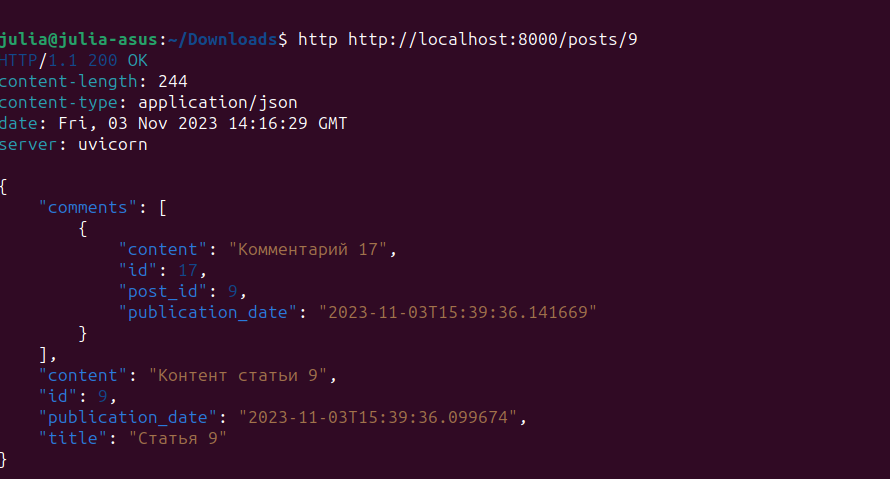 julia@julia-asus:~/Downloads$ http http://localhost:8000/posts/9
HTTP/1.1 200 OK
content-length: 244
content-type: application/json
date: Fri, 03 Nov 2023 14:16:29 GMT
server: uvicorn
{
    "comments": [
        {
            "content": "Комментарий 17",
            "id": 17,
            "post_id": 9,
            "publication_date": "2023-11-03T15:39:36.141669"
        }
    ],
    "content": "Контент статьи 9",
    "id": 9,
    "publication_date": "2023-11-03T15:39:36.099674",
    "title": "Статья 9"
}